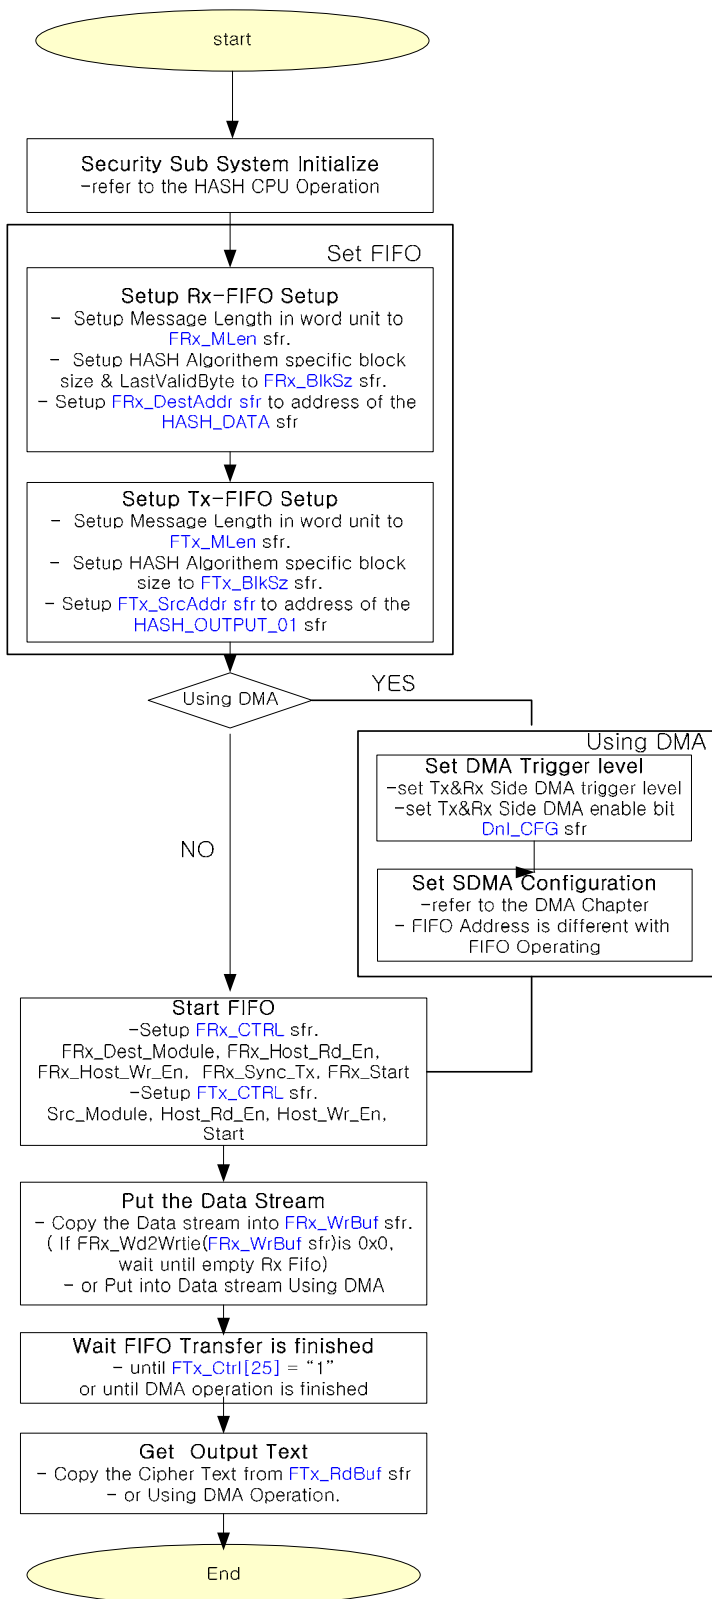 start
Security Sub System Initialize
-refer to the HASH CPU Operation
Set FIFO
Setup Rx-FIFO Setup
- Setup Message Length in word unit to
FRx_MLen sfr.
- Setup HASH Algorithem specific block
size & LastValidByte to FRx_BlkSz sfr.
- Setup FRx_DestAddr sfr to address of the
HASH_DATA sfr
Setup Tx-FIFO Setup
- Setup Message Length in word unit to
FTx_MLen sfr.
- Setup HASH Algorithem specific block
size to FTx_BlkSz sfr.
- Setup FTx_SrcAddr sfr to address of the
HASH_OUTPUT_01 sfr
Using DMA
YES
NO
Using DMA
Set DMA Trigger level
-set Tx&Rx Side DMA trigger level
-set Tx&Rx Side DMA enable bit
DnI_CFG sfr
Set SDMA Configuration
-refer to the DMA Chapter
- FIFO Address is different with
FIFO Operating
Start FIFO
-Setup FRx_CTRL sfr.
FRx_Dest_Module, FRx_Host_Rd_En,
FRx_Host_Wr_En, FRx_Sync_Tx, FRx_Start
-Setup FTx_CTRL sfr.
Src_Module, Host_Rd_En, Host_Wr_En,
Start
Put the Data Stream
- Copy the Data stream into FRx_WrBuf sfr.
( If FRx_Wd2Wrtie(FRx_WrBuf sfr)is 0x0,
wait until empty Rx Fifo)
- or Put into Data stream Using DMA
Wait FIFO Transfer is finished
- until FTx_Ctrl[25] = “1”
or until DMA operation is finished
Get Output Text
- Copy the Cipher Text from FTx_RdBuf sfr
- or Using DMA Operation.
End